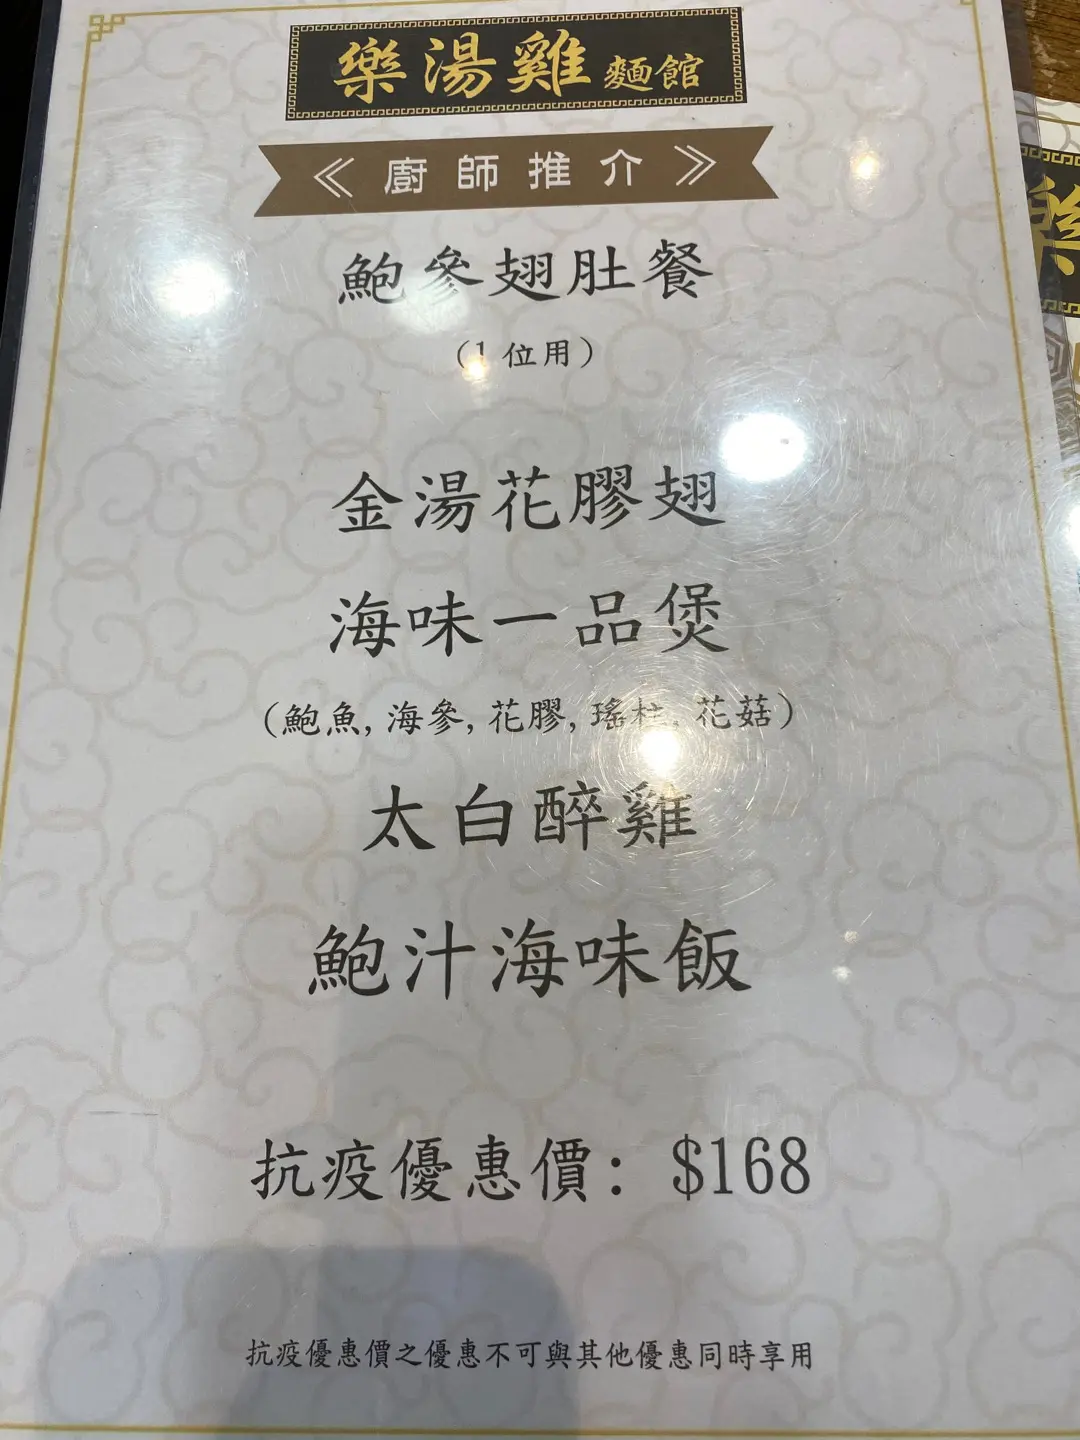 樂湯雞麵館
《廚師推介》
鮑參翅肚餐
(1位用)
金湯花膠翅
海味一品煲
(鮑魚,海參,花膠,瑤柱,花菇)
太白醉雞
鮑汁海味飯
抗疫優惠價: $168
抗疫優惠價之優惠不可與其他優惠同時享用
樂